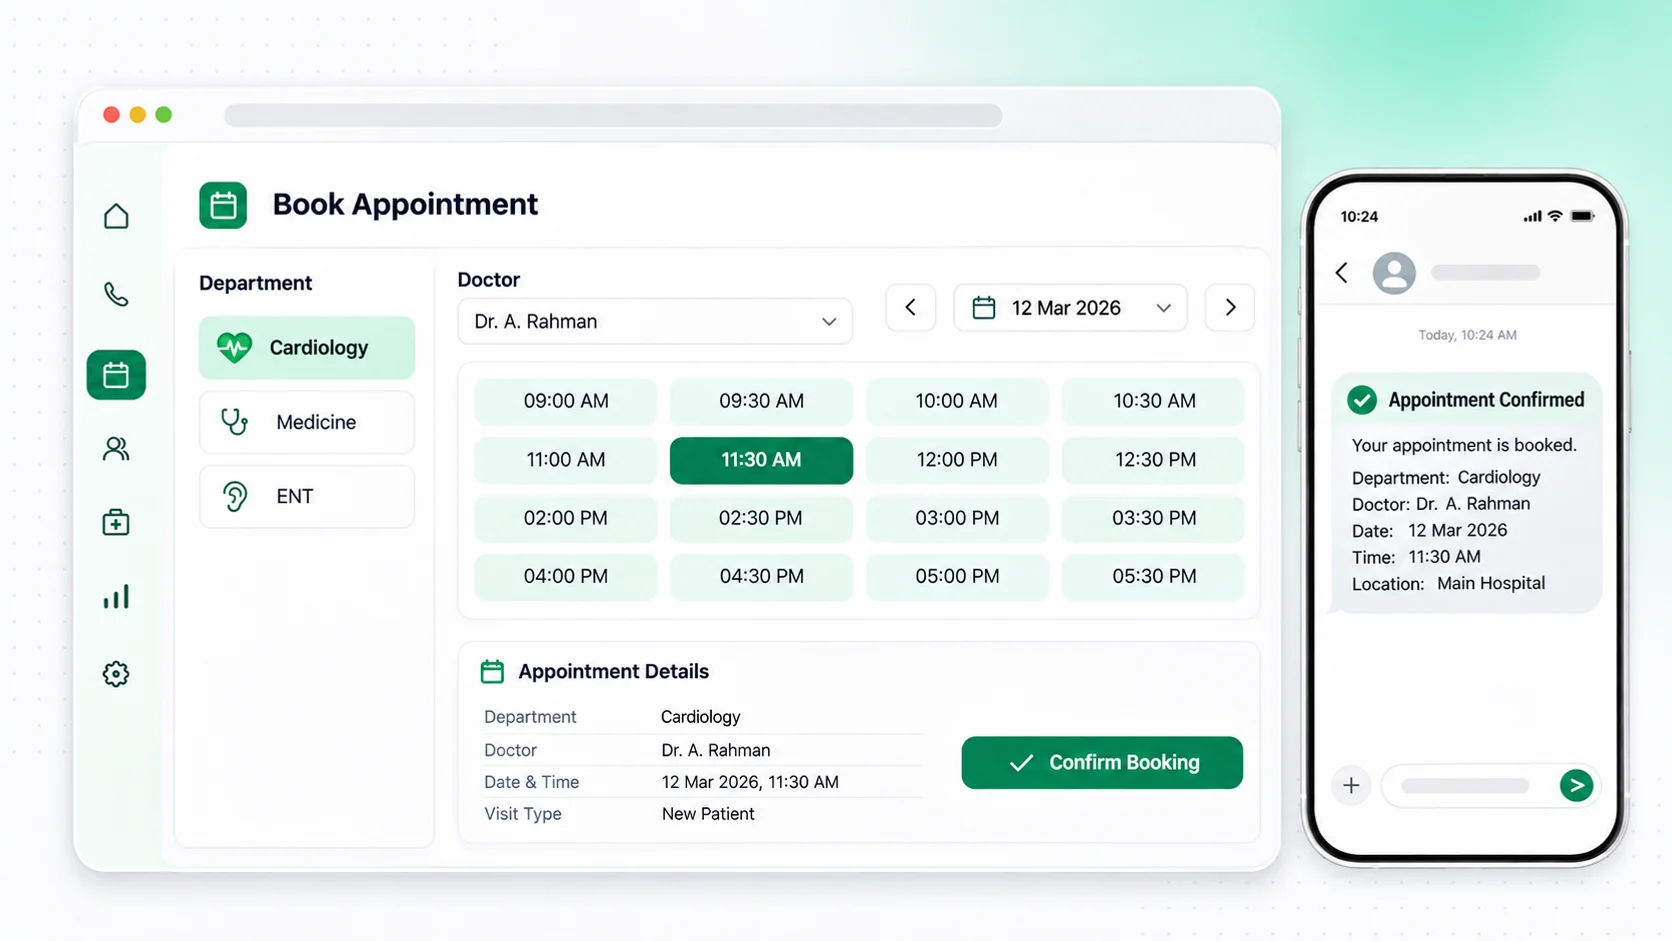 Book Appointment
Department
Cardiology
Medicine
ENT
Doctor
Dr. A. Rahman
12 Mar 2026
09:00 AM
09:30 AM
10:00 AM
10:30 AM
11:00 AM
11:30 AM
12:00 PM
12:30 PM
02:00 PM
02:30 PM
03:00 PM
03:30 PM
04:00 PM
04:30 PM
05:00 PM
05:30 PM
Appointment Details
Department Cardiology
Doctor Dr. A. Rahman
Date & Time 12 Mar 2026, 11:30 AM
Visit Type New Patient
Confirm Booking
10:24
Today, 10:24 AM
Appointment Confirmed
Your appointment is booked.
Department: Cardiology
Doctor: Dr. A. Rahman
Date: 12 Mar 2026
Time: 11:30 AM
Location: Main Hospital